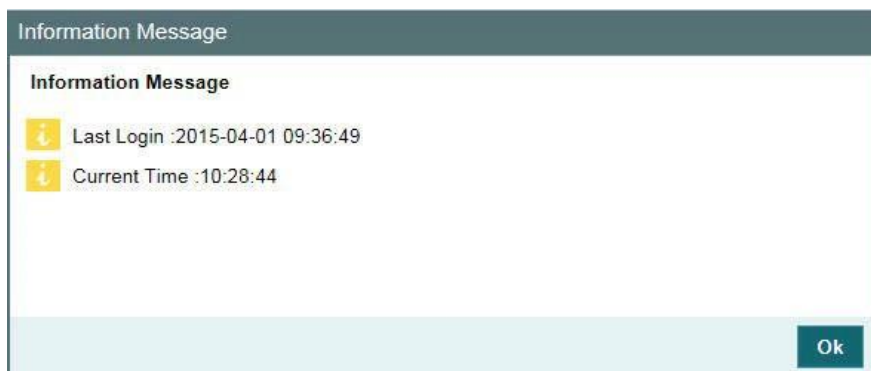 Information Message
Information Message
Last Login :2015-04-01 09:36:49
Current Time :10:28:44
Ok